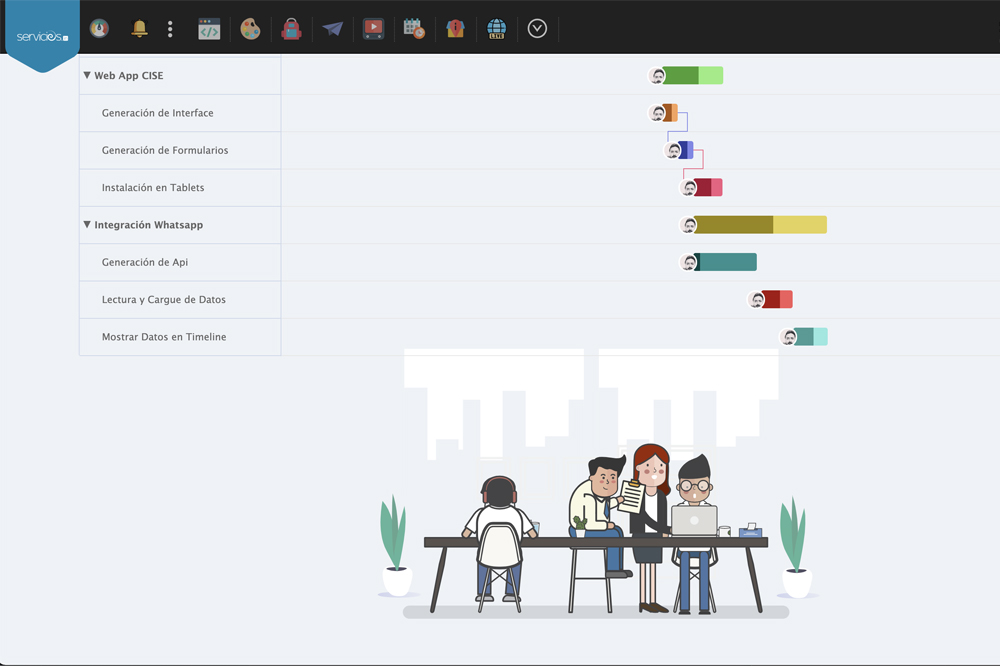 servicios.
LIVE
Web App CISE
Generación de Interface
Generación de Formularios
Instalación en Tablets
Integración Whatsapp
Generación de Api
Lectura y Cargue de Datos
Mostrar Datos en Timeline